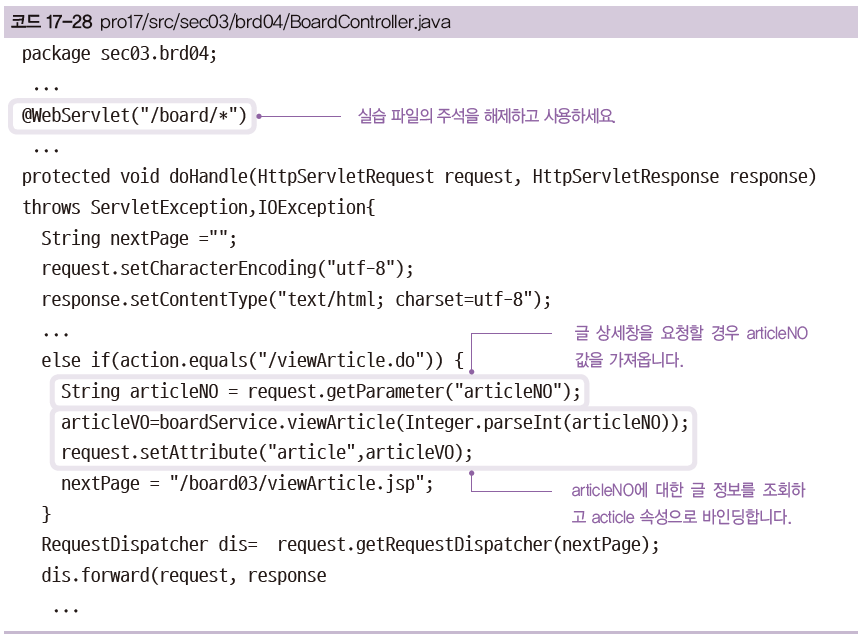 코드 17-28 pro17/src/sec03/brd04/BoardController.java
package sec03.brd04;
...
@WebServlet("/board/*")
실습 파일의 주석을 해제하고 사용하세요.
...
protected void doHandle(HttpServletRequest request, HttpServletResponse response)
throws ServletException,IOException{
String nextPage ="";
request.setCharacterEncoding("utf-8");
response.setContentType("text/html; charset=utf-8");
...
글 상세창을 요청할 경우 articleNO
값을 가져옵니다.
else if(action.equals("/viewArticle.do")) {
String articleNO = request.getParameter("articleNO");
articleVO=boardService.viewArticle(Integer.parseInt(articleNO));
request.setAttribute("article",articleVO);
nextPage = "/board03/viewArticle.jsp";
articleNO에 대한 글 정보를 조회하
고 acticle 속성으로 바인딩합니다.
}
RequestDispatcher dis=  request.getRequestDispatcher(nextPage);
dis.forward(request, response
...